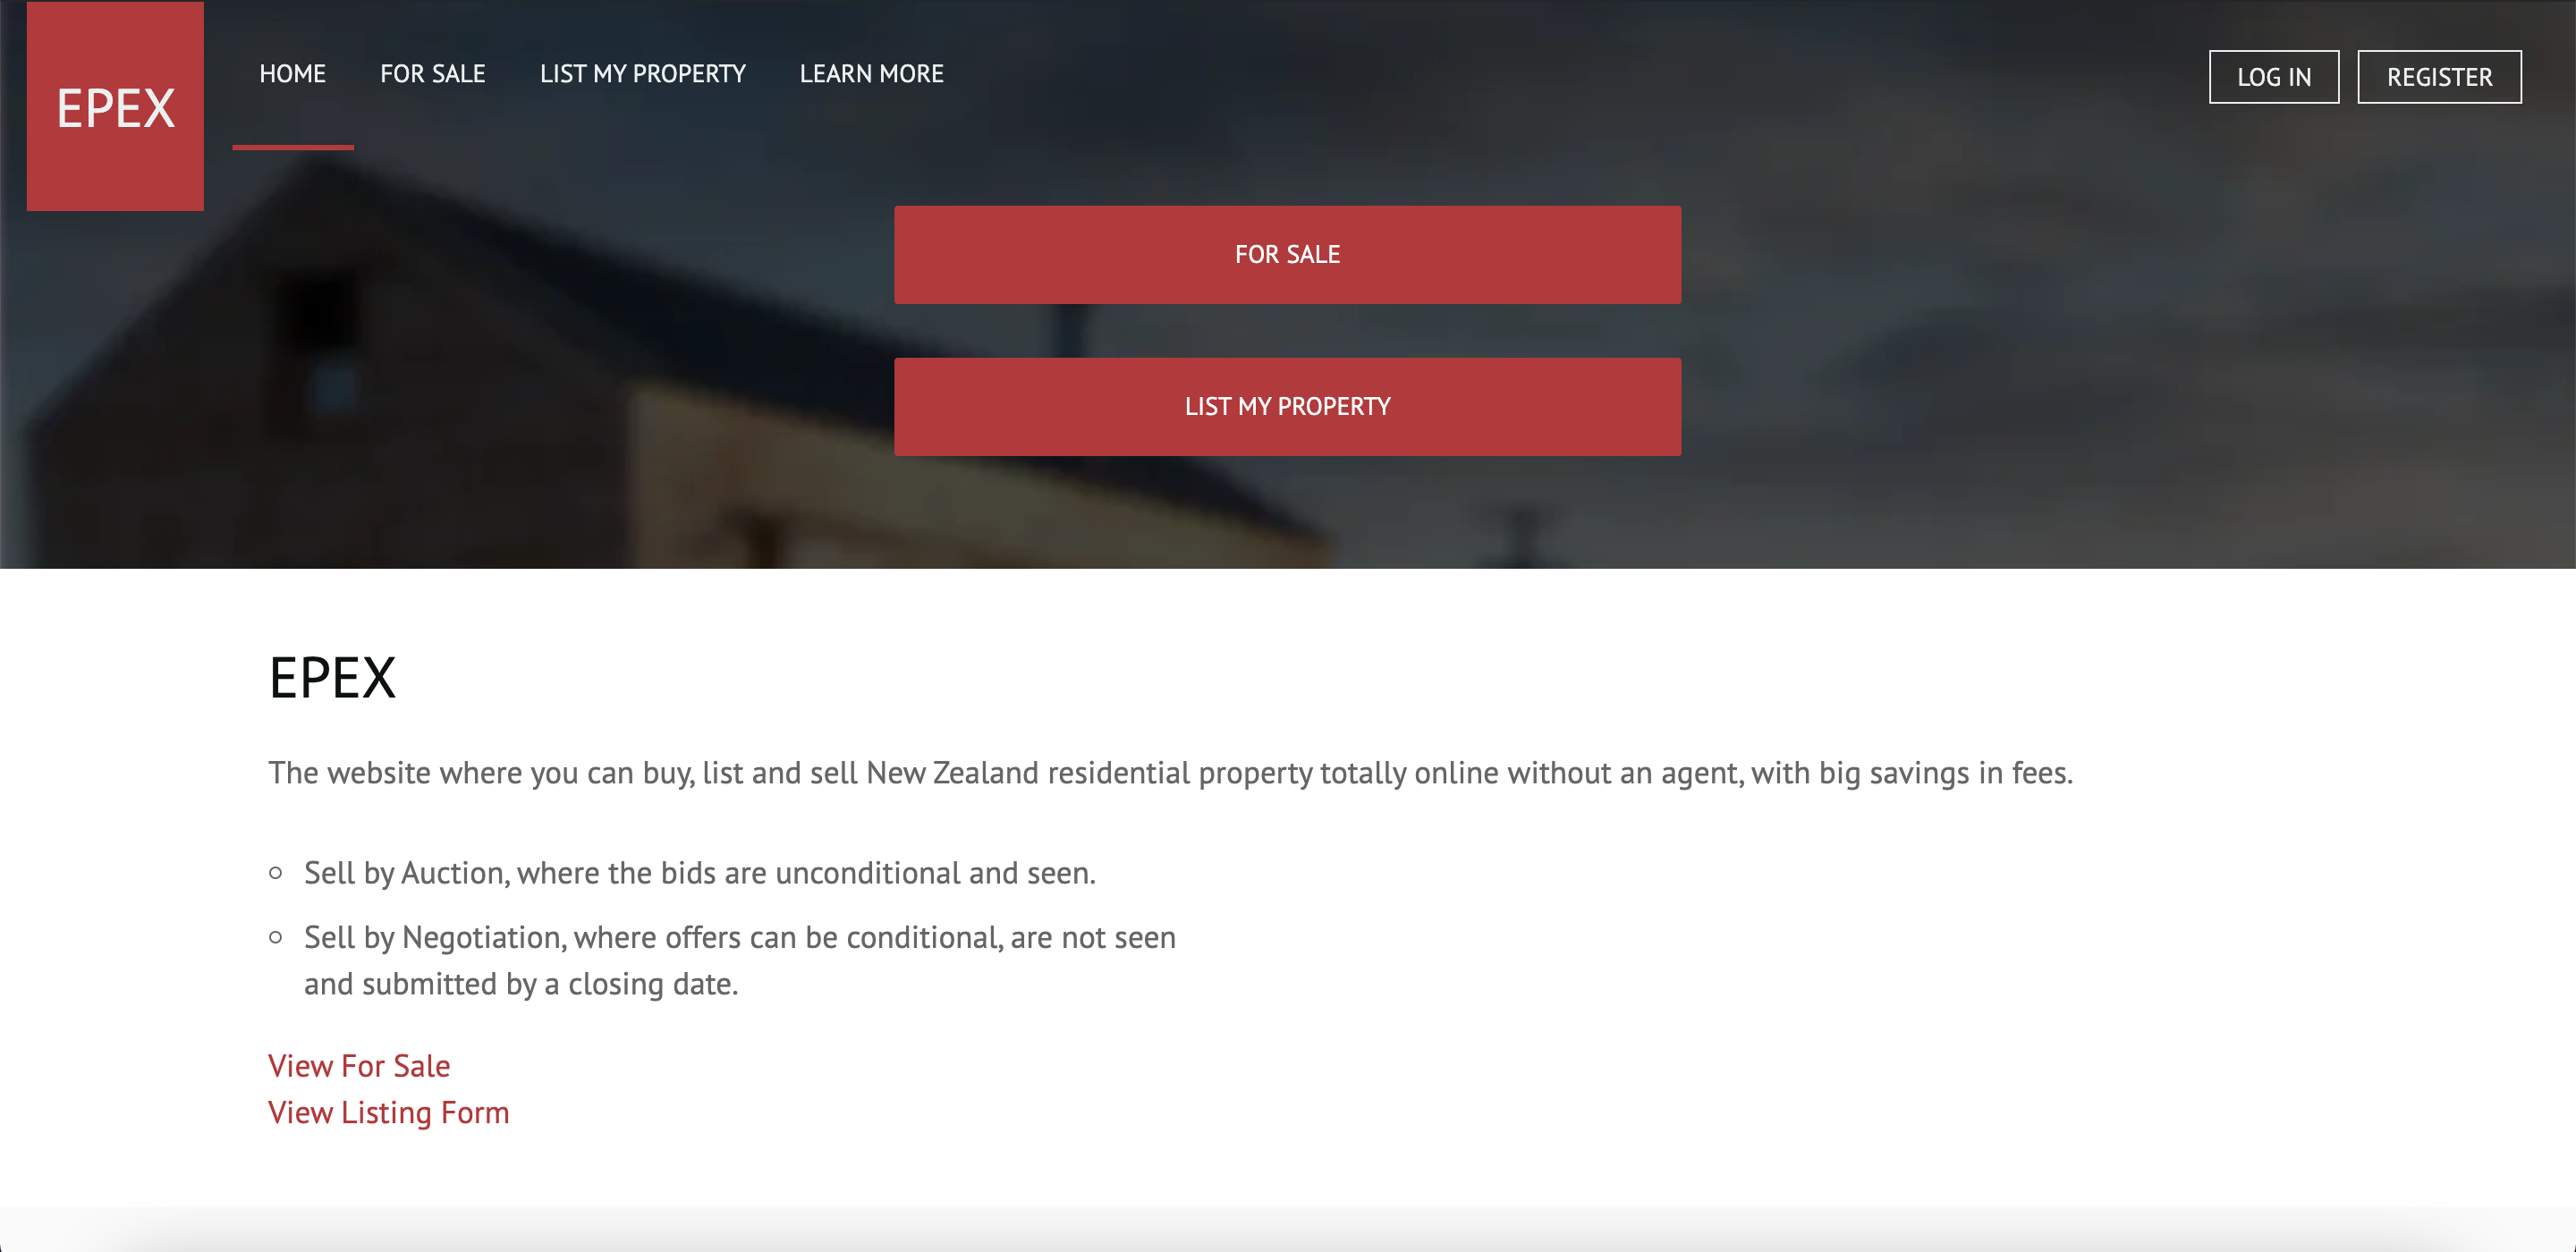 EPEX
HOME
FOR SALE
LIST MY PROPERTY
LEARN MORE
LOG IN
REGISTER
FOR SALE
LIST MY PROPERTY
EPEX
The website where you can buy, list and sell New Zealand residential property totally online without an agent, with big savings in fees.
Sell by Auction, where the bids are unconditional and seen.
Sell by Negotiation, where offers can be conditional, are not seen
and submitted by a closing date.
View For Sale
View Listing Form